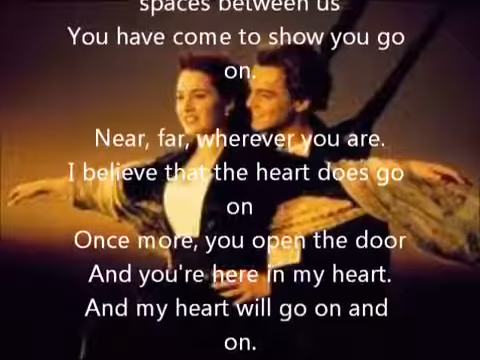 spaces between us
You have come to show you go
on.
Near, far, wherever you are.
I believe that the heart does go
on
Once more, you open the door
And you're here in my heart.
And my heart will go on and
on.